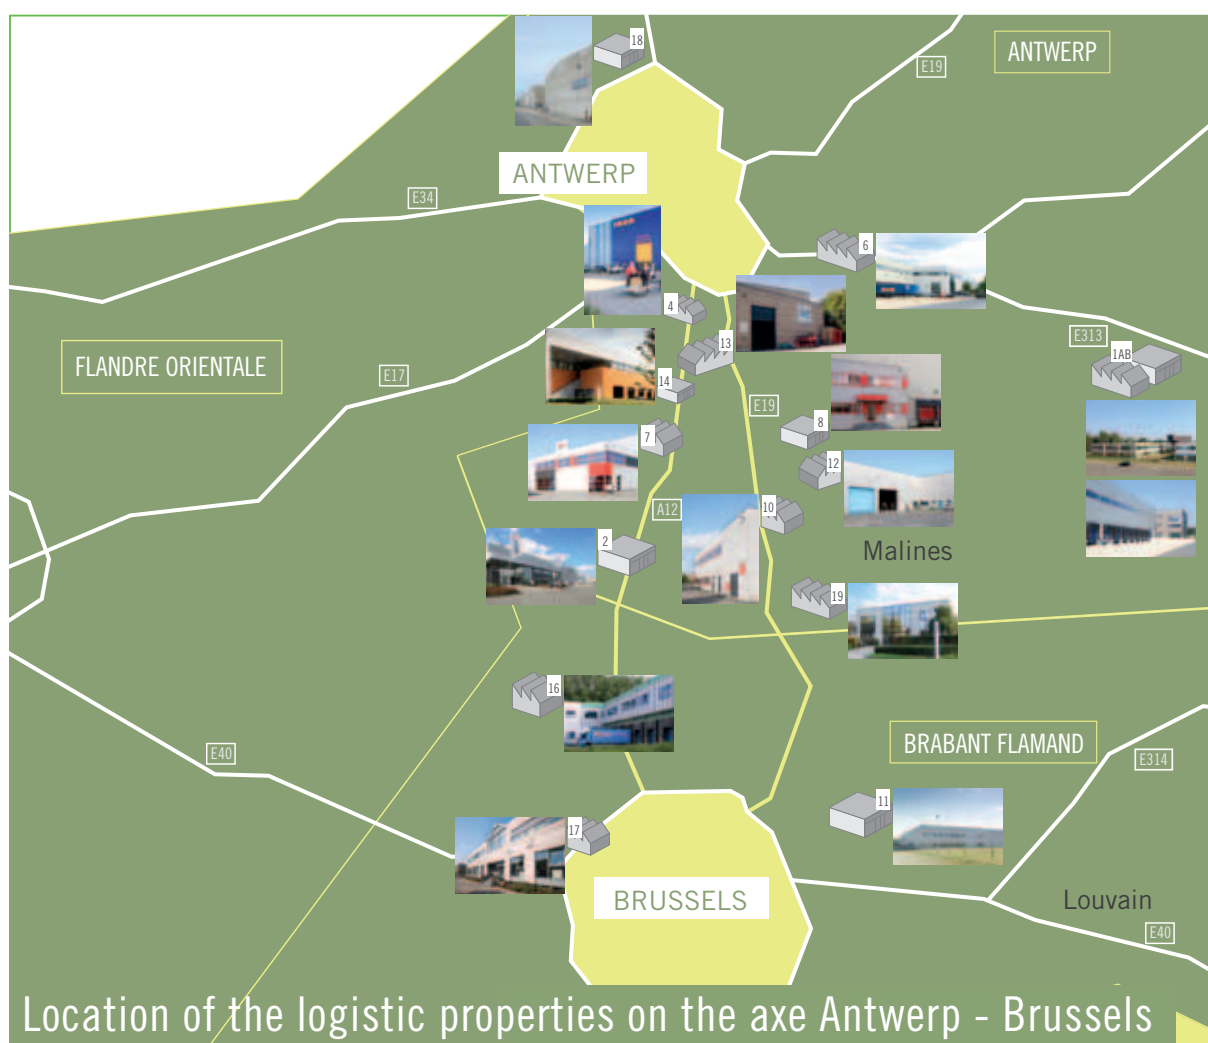 18
ANTWERP
E19
ANTWERP
E34
6
4
E313
13
1AB
FLANDRE ORIENTALE
E17
14
E19
8
7
12
A12
10
2
Malines
19
16
BRABANT FLAMAND
E40
E314
11
17
BRUSSELS
Louvain
E40
Location of the logistic properties on the axe Antwerp - Brussels